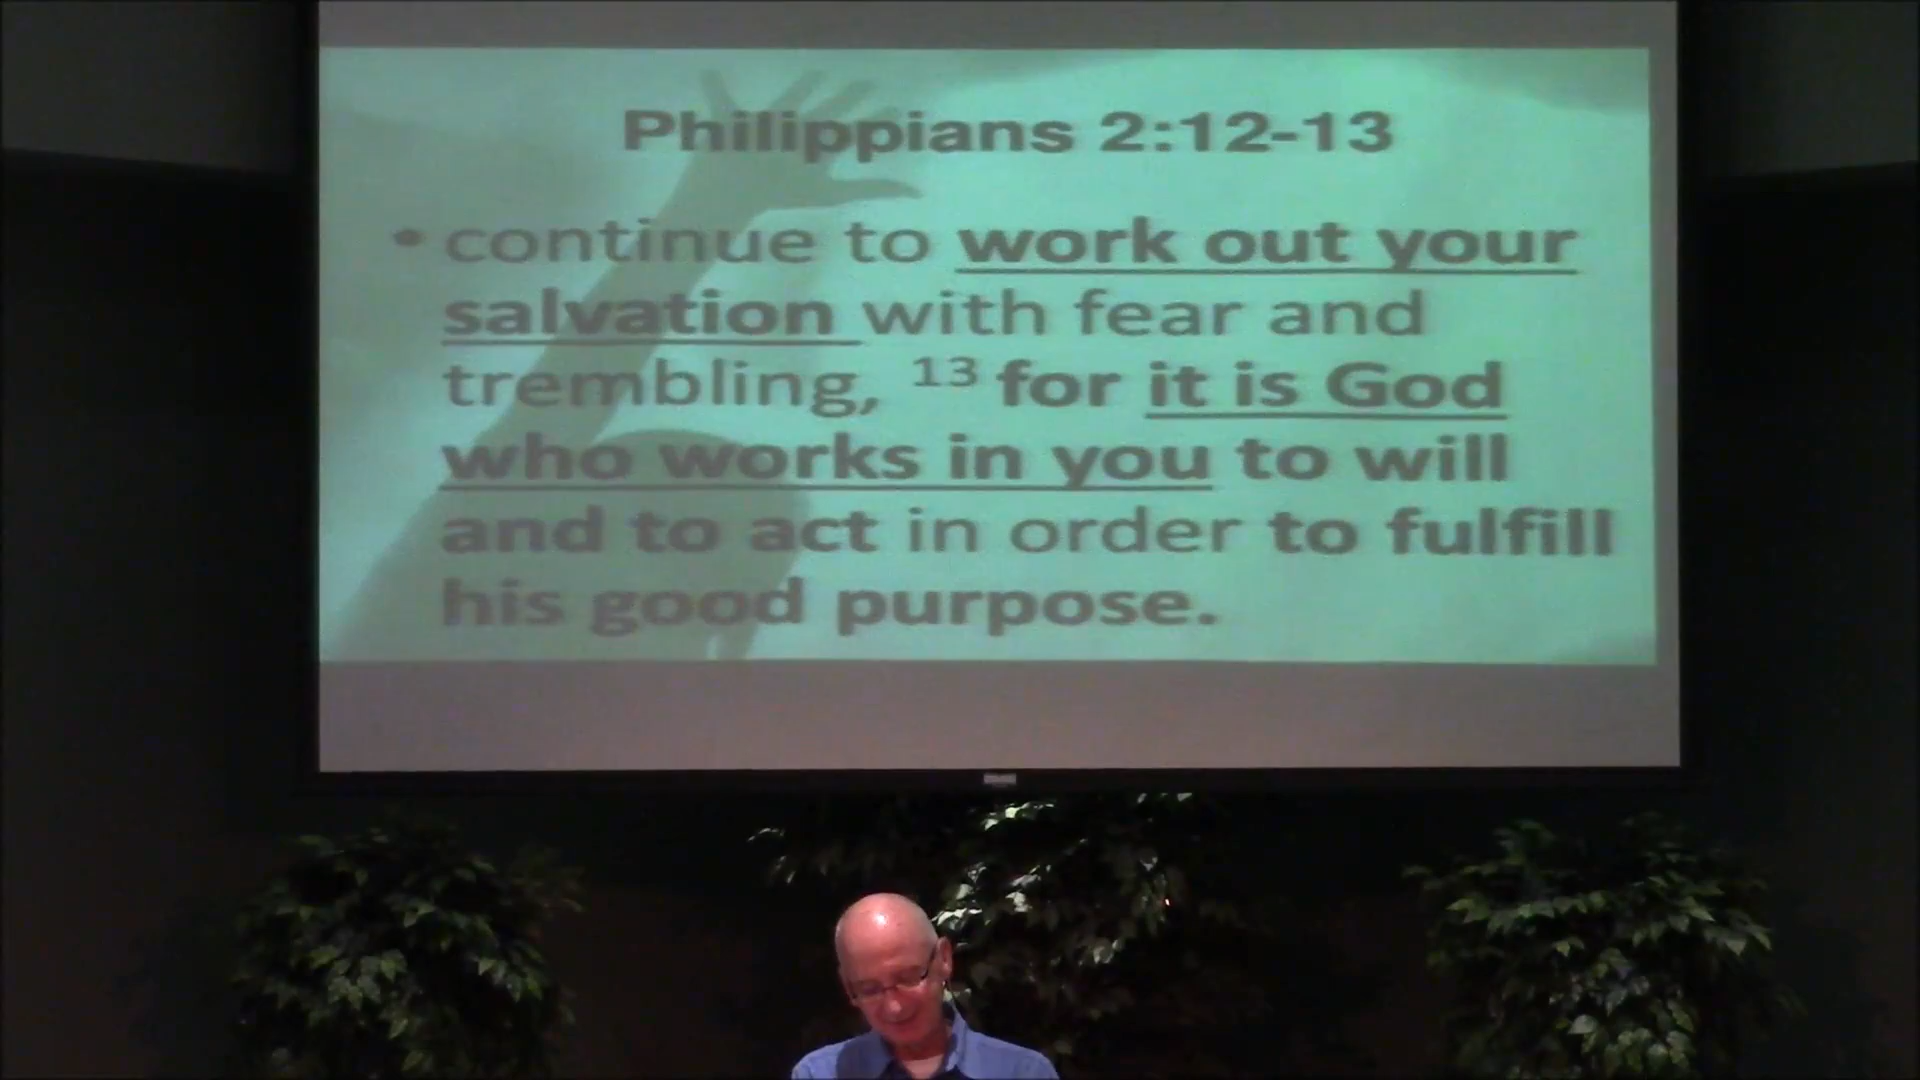 Philippians 2:12-13
• continue to work out your
salvation with fear and
trembling, 13 for it is God
who works in you to will
and to act in order to fulfill
his good purpose.